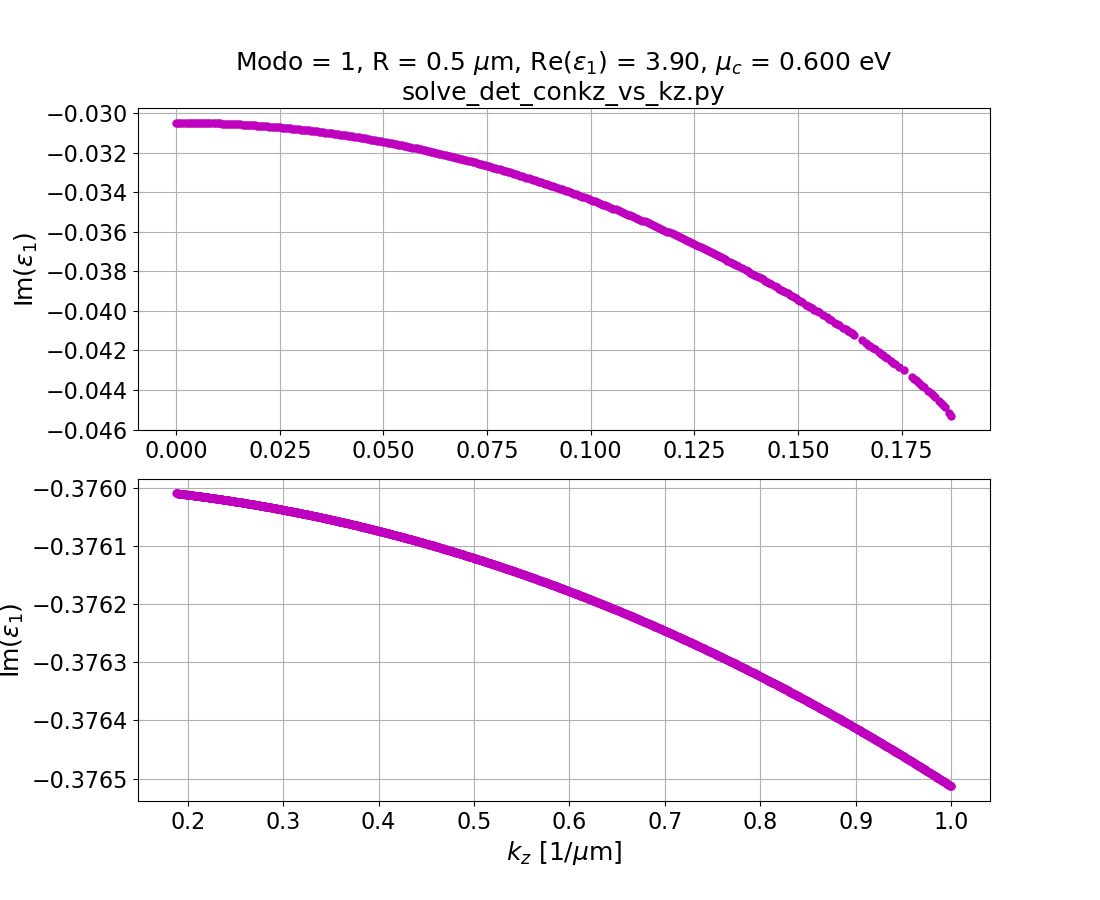 Modo = 1, R = 0.5 μm, Re(ε₁) = 3.90, μ_c = 0.600 eV
solve_det_conkz_vs_kz.py
−0.030
−0.032
−0.034
−0.036
−0.038
−0.040
−0.042
−0.044
−0.046
Im(ε₁)
0.000 0.025 0.050 0.075 0.100 0.125 0.150 0.175
−0.3760
−0.3761
−0.3762
−0.3763
−0.3764
−0.3765
Im(ε₁)
0.2 0.3 0.4 0.5 0.6 0.7 0.8 0.9 1.0
k_z [1/μm]